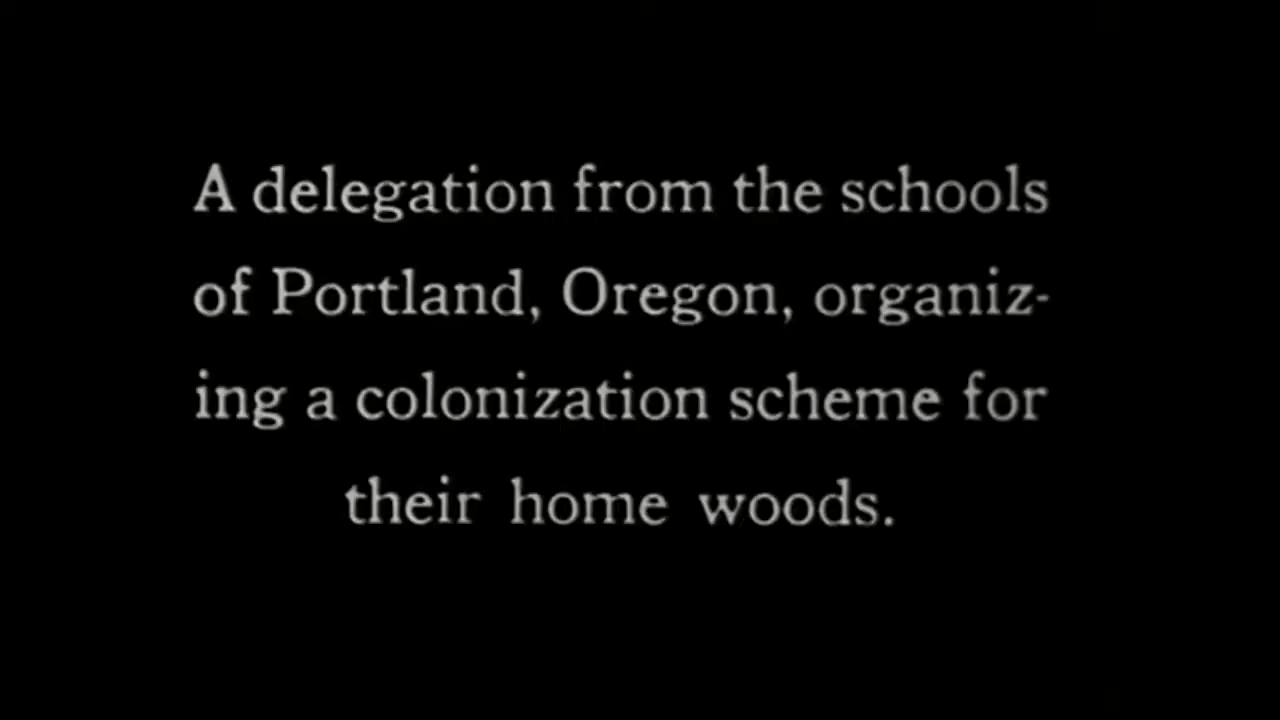 A delegation from the schools
of Portland, Oregon, organiz-
ing a colonization scheme for
their home woods.